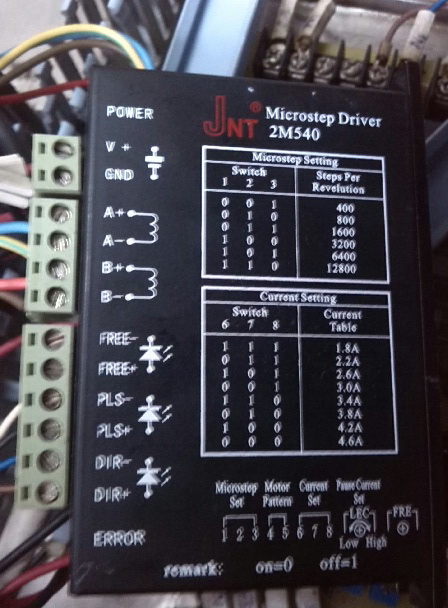 JNT® Microstep Driver
2M540
POWER
V+
GND
A+
A-
B+
B-
FREE-
FREE+
PLS-
PLS+
DIR-
DIR+
ERROR
Microstep Setting
Switch Steps Per
1 2 3 Revelution
0 0 1 400
0 1 0 800
0 1 1 1600
1 0 0 3200
1 0 1 6400
1 1 0 12800
Current Setting
Switch Current
6 7 8 Table
1 1 1 1.8A
0 1 1 2.2A
1 0 1 2.6A
0 0 1 3.0A
1 1 0 3.4A
0 1 0 3.8A
1 0 0 4.2A
0 0 0 4.6A
Microstep Motor Current Pause Current
Set Pattern Set Set
LEC FRE
1 2 3 4 5 6 7 8
Low High
remark: on=0 off=1